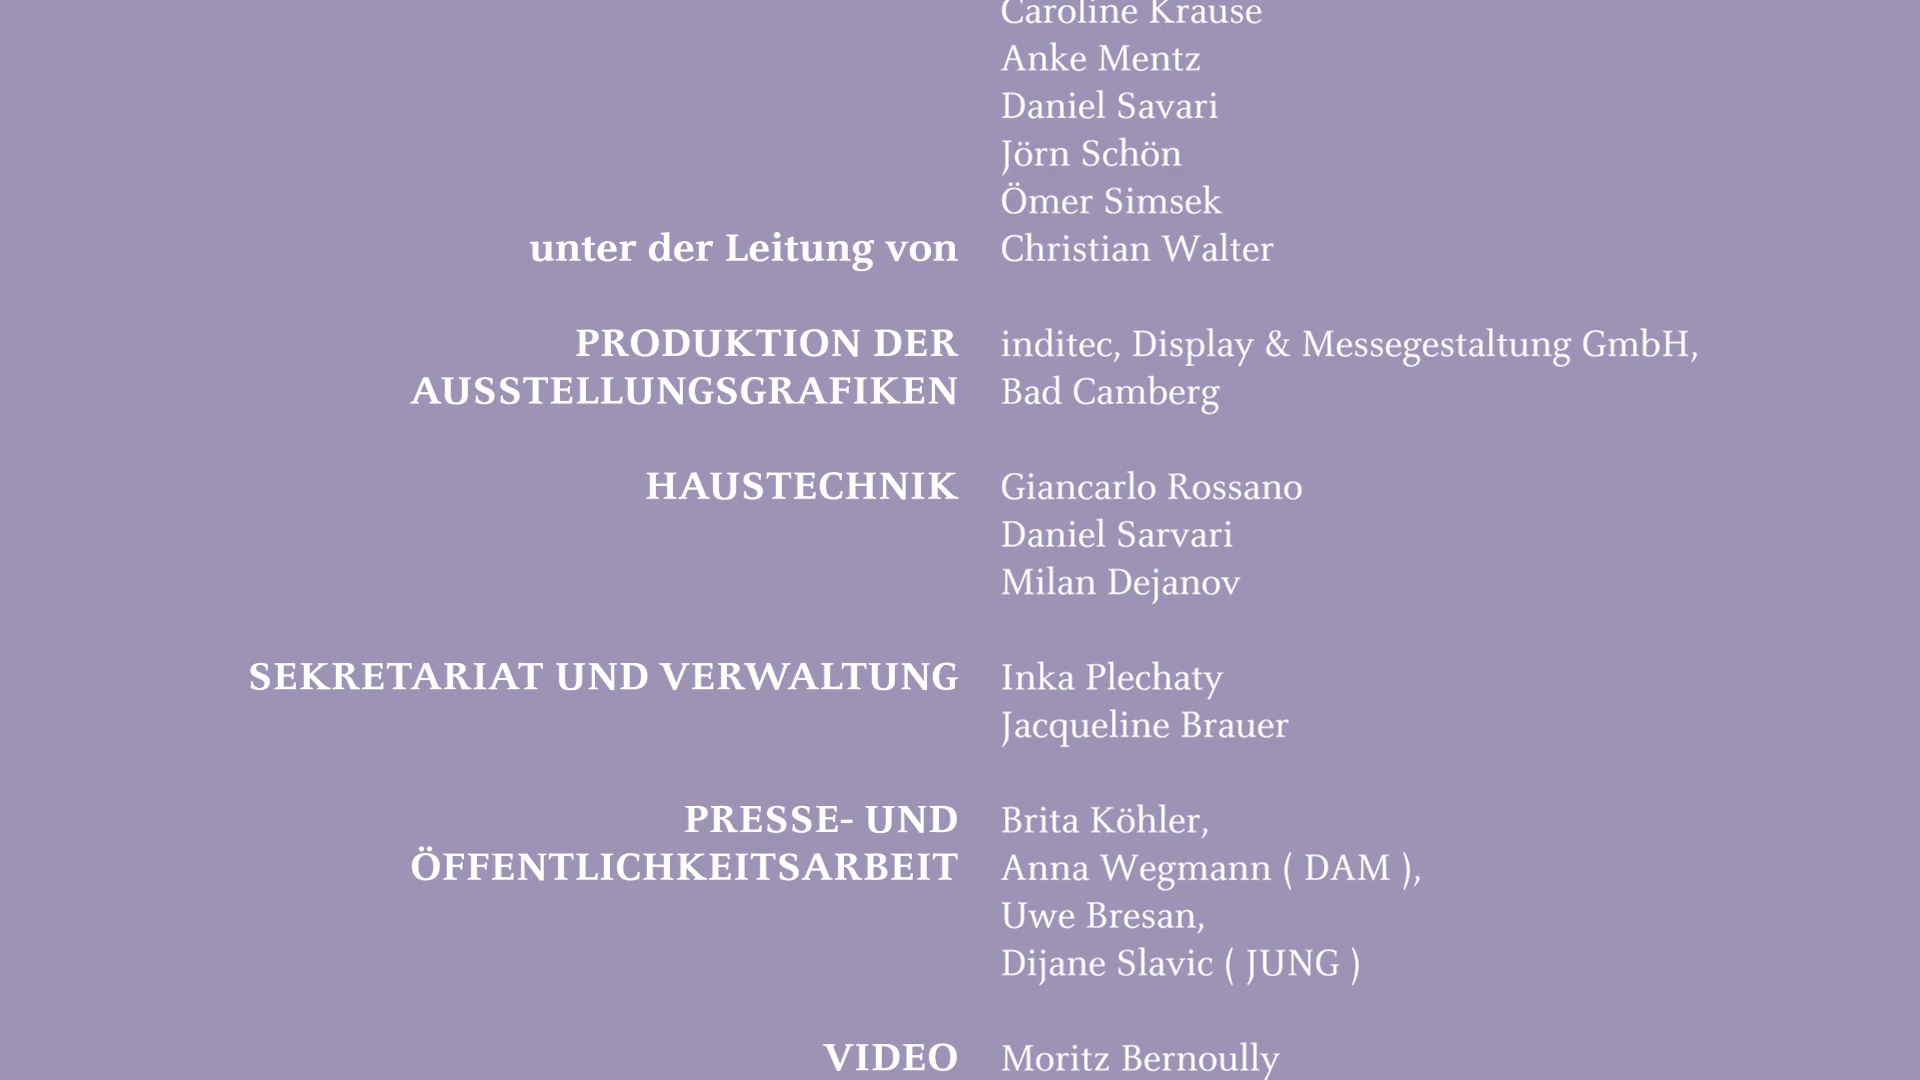 Caroline Krause
Anke Mentz
Daniel Savari
Jörn Schön
Ömer Simsek
unter der Leitung von Christian Walter
PRODUKTION DER inditec, Display & Messegestaltung GmbH,
AUSSTELLUNGSGRAFIKEN Bad Camberg
HAUSTECHNIK Giancarlo Rossano
Daniel Sarvari
Milan Dejanov
SEKRETARIAT UND VERWALTUNG Inka Plechaty
Jacqueline Brauer
PRESSE- UND Brita Köhler,
ÖFFENTLICHKEITSARBEIT Anna Wegmann ( DAM ),
Uwe Bresan,
Dijane Slavic ( JUNG )
VIDEO Moritz Bernoully